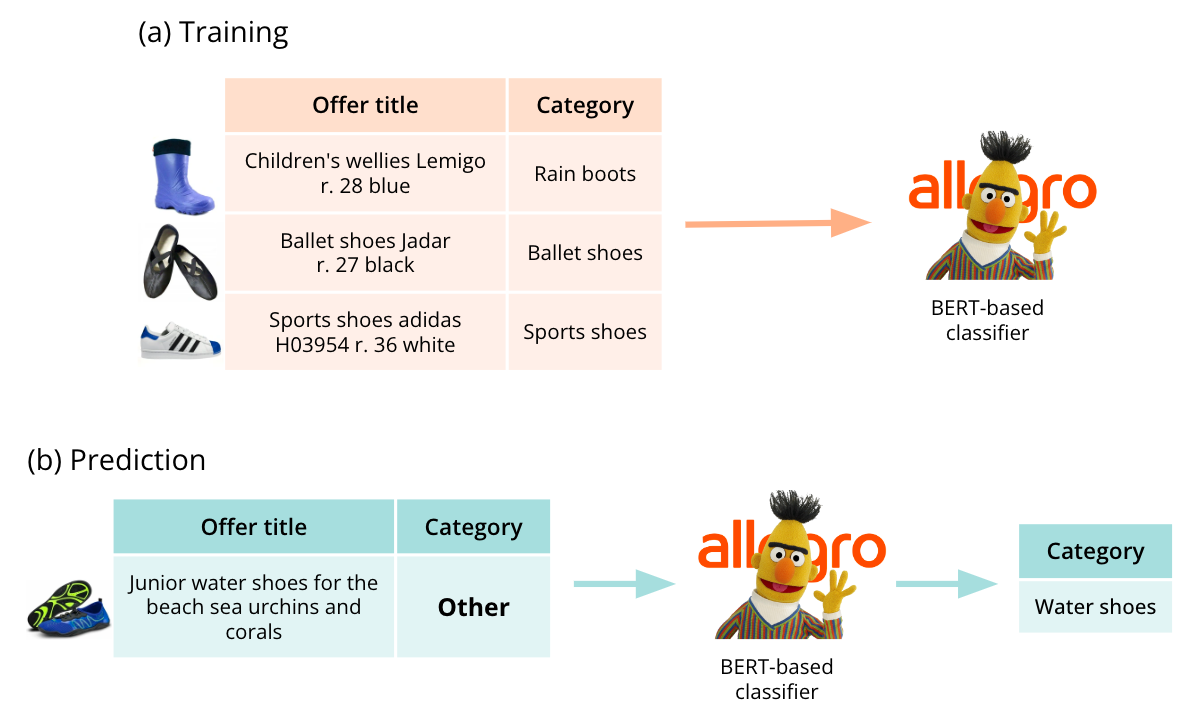 (a) Training
Offer title
Category
Children's wellies Lemigo
r. 28 blue
Rain boots
Ballet shoes Jadar
r. 27 black
Ballet shoes
Sports shoes adidas
H03954 r. 36 white
Sports shoes
allegro
BERT-based
classifier
(b) Prediction
Offer title
Category
Junior water shoes for the
beach sea urchins and
corals
Other
allegro
BERT-based
classifier
Category
Water shoes